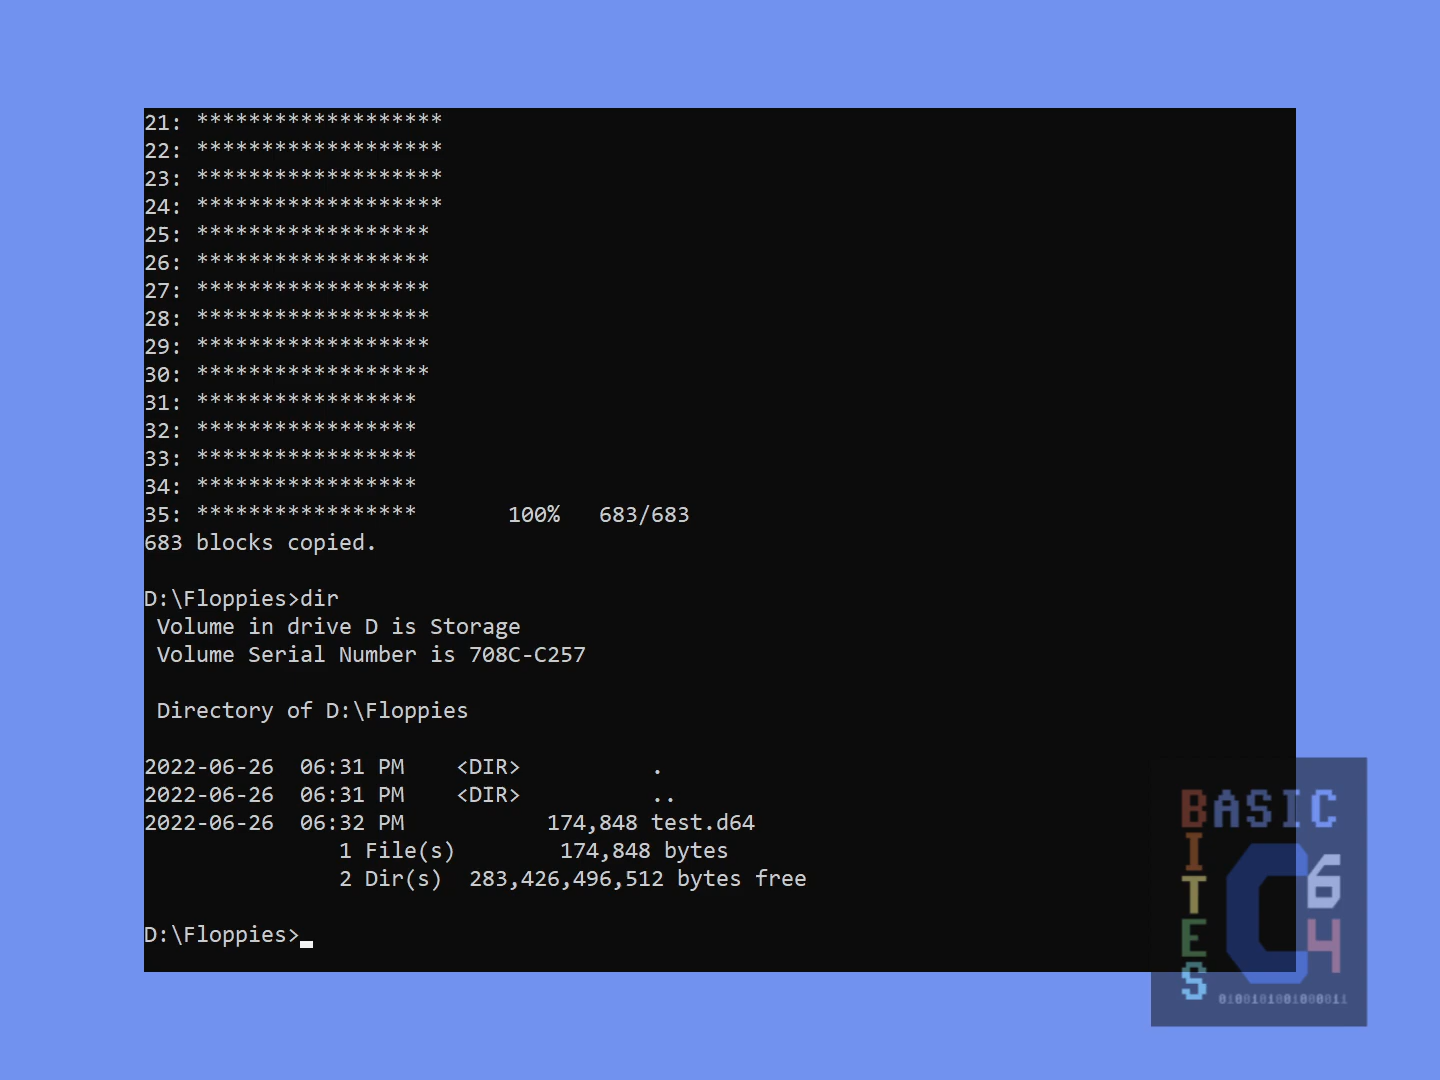 21: *******************
22: *******************
23: *******************
24: *******************
25: ******************
26: ******************
27: ******************
28: ******************
29: ******************
30: ******************
31: *****************
32: *****************
33: *****************
34: *****************
35: *****************       100%   683/683
683 blocks copied.
D:\Floppies>dir
Volume in drive D is Storage
Volume Serial Number is 708C-C257
Directory of D:\Floppies
2022-06-26  06:31 PM    <DIR>          .
2022-06-26  06:31 PM    <DIR>          ..
2022-06-26  06:32 PM           174,848 test.d64
1 File(s)        174,848 bytes
2 Dir(s)  283,426,496,512 bytes free
D:\Floppies>
BASIC
BITES
C64
0100101001000011